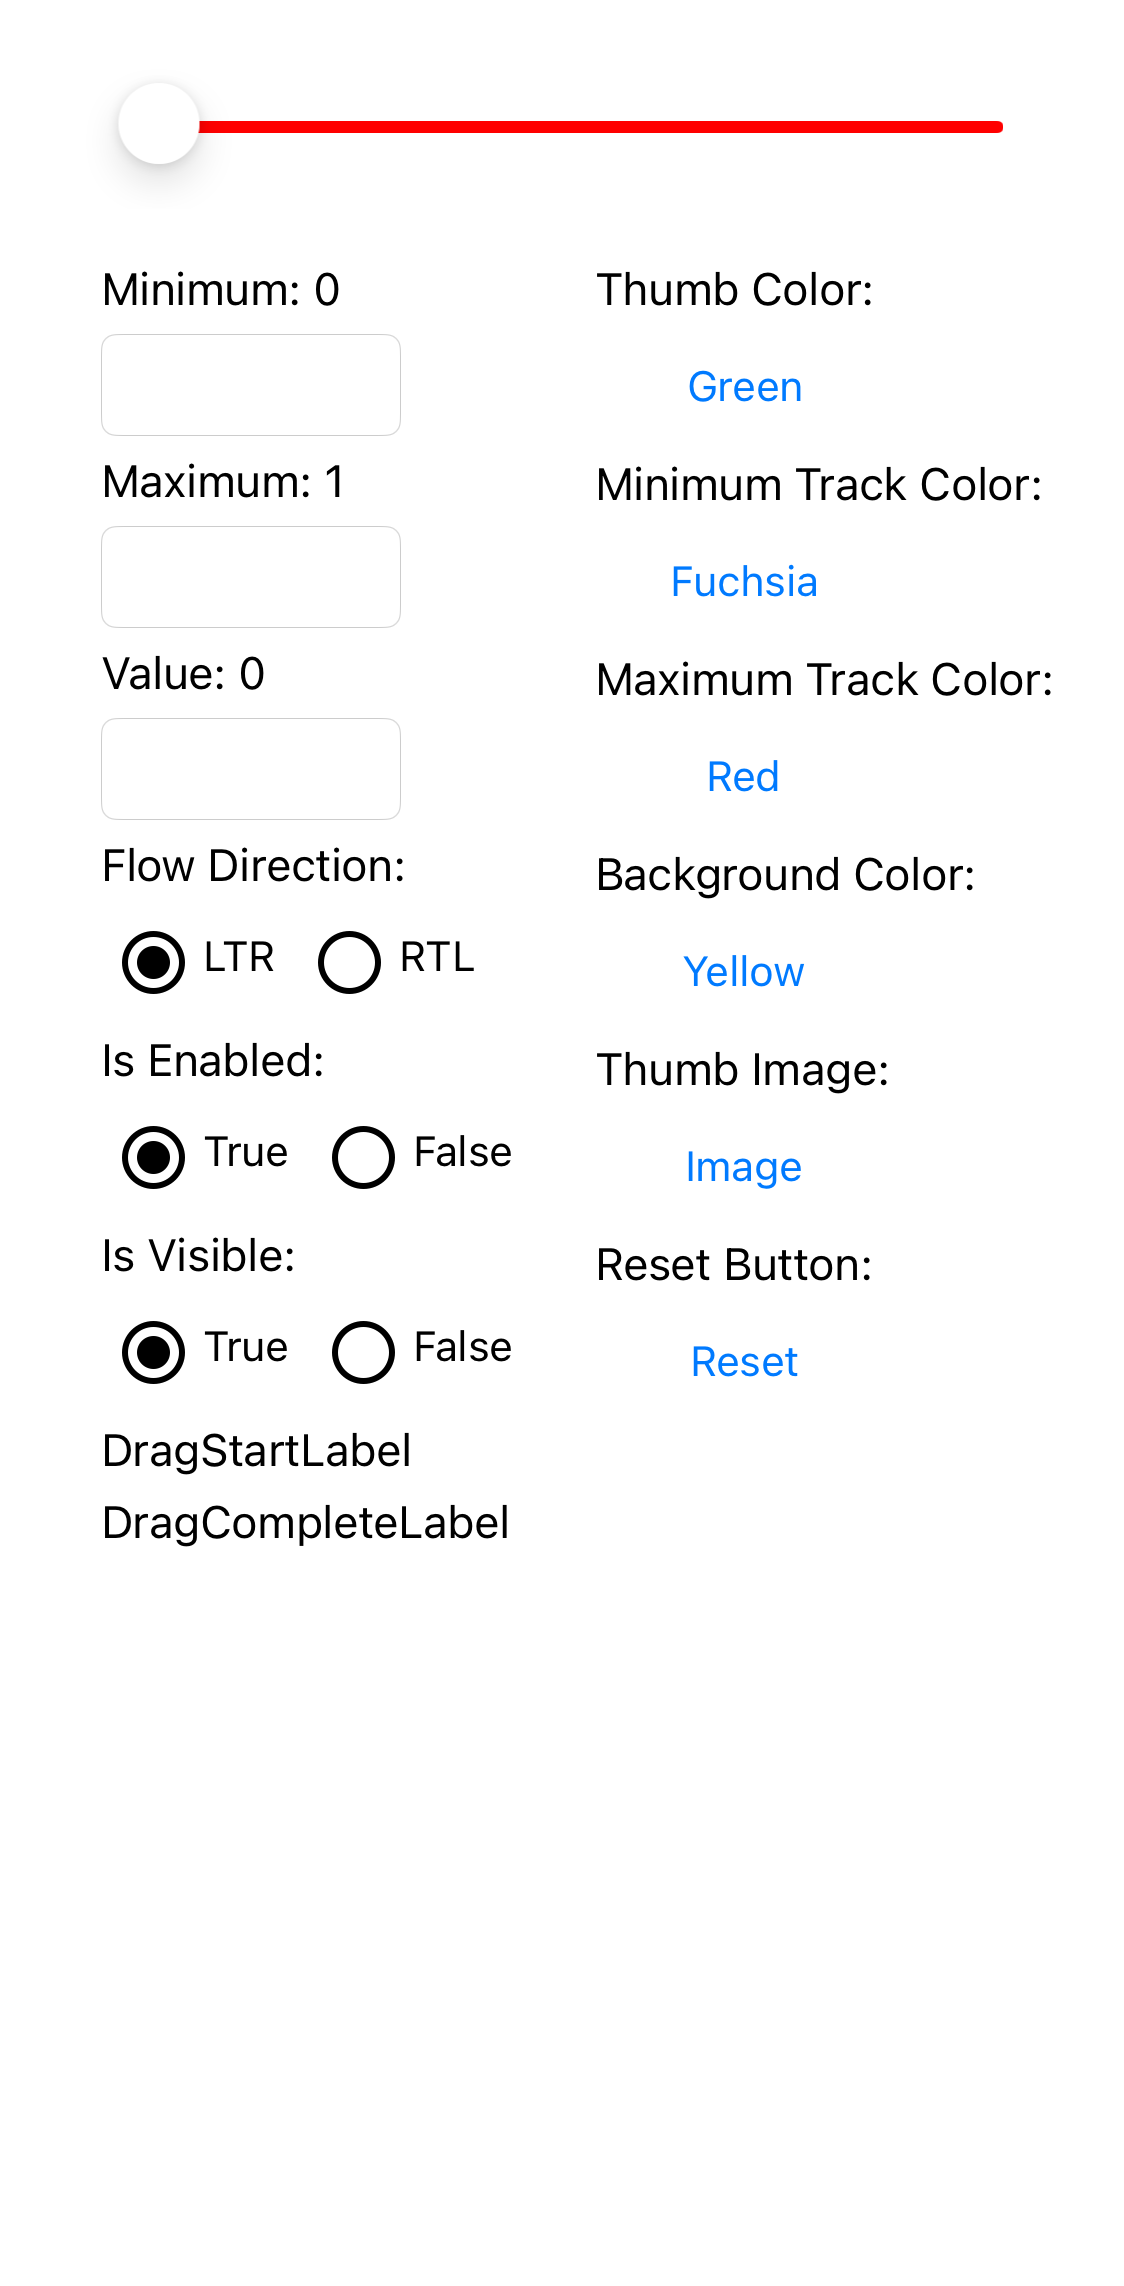 Minimum: 0
Maximum: 1
Value: 0
Flow Direction:
LTR RTL
Is Enabled:
True False
Is Visible:
True False
DragStartLabel
DragCompleteLabel
Thumb Color:
Green
Minimum Track Color:
Fuchsia
Maximum Track Color:
Red
Background Color:
Yellow
Thumb Image:
Image
Reset Button:
Reset